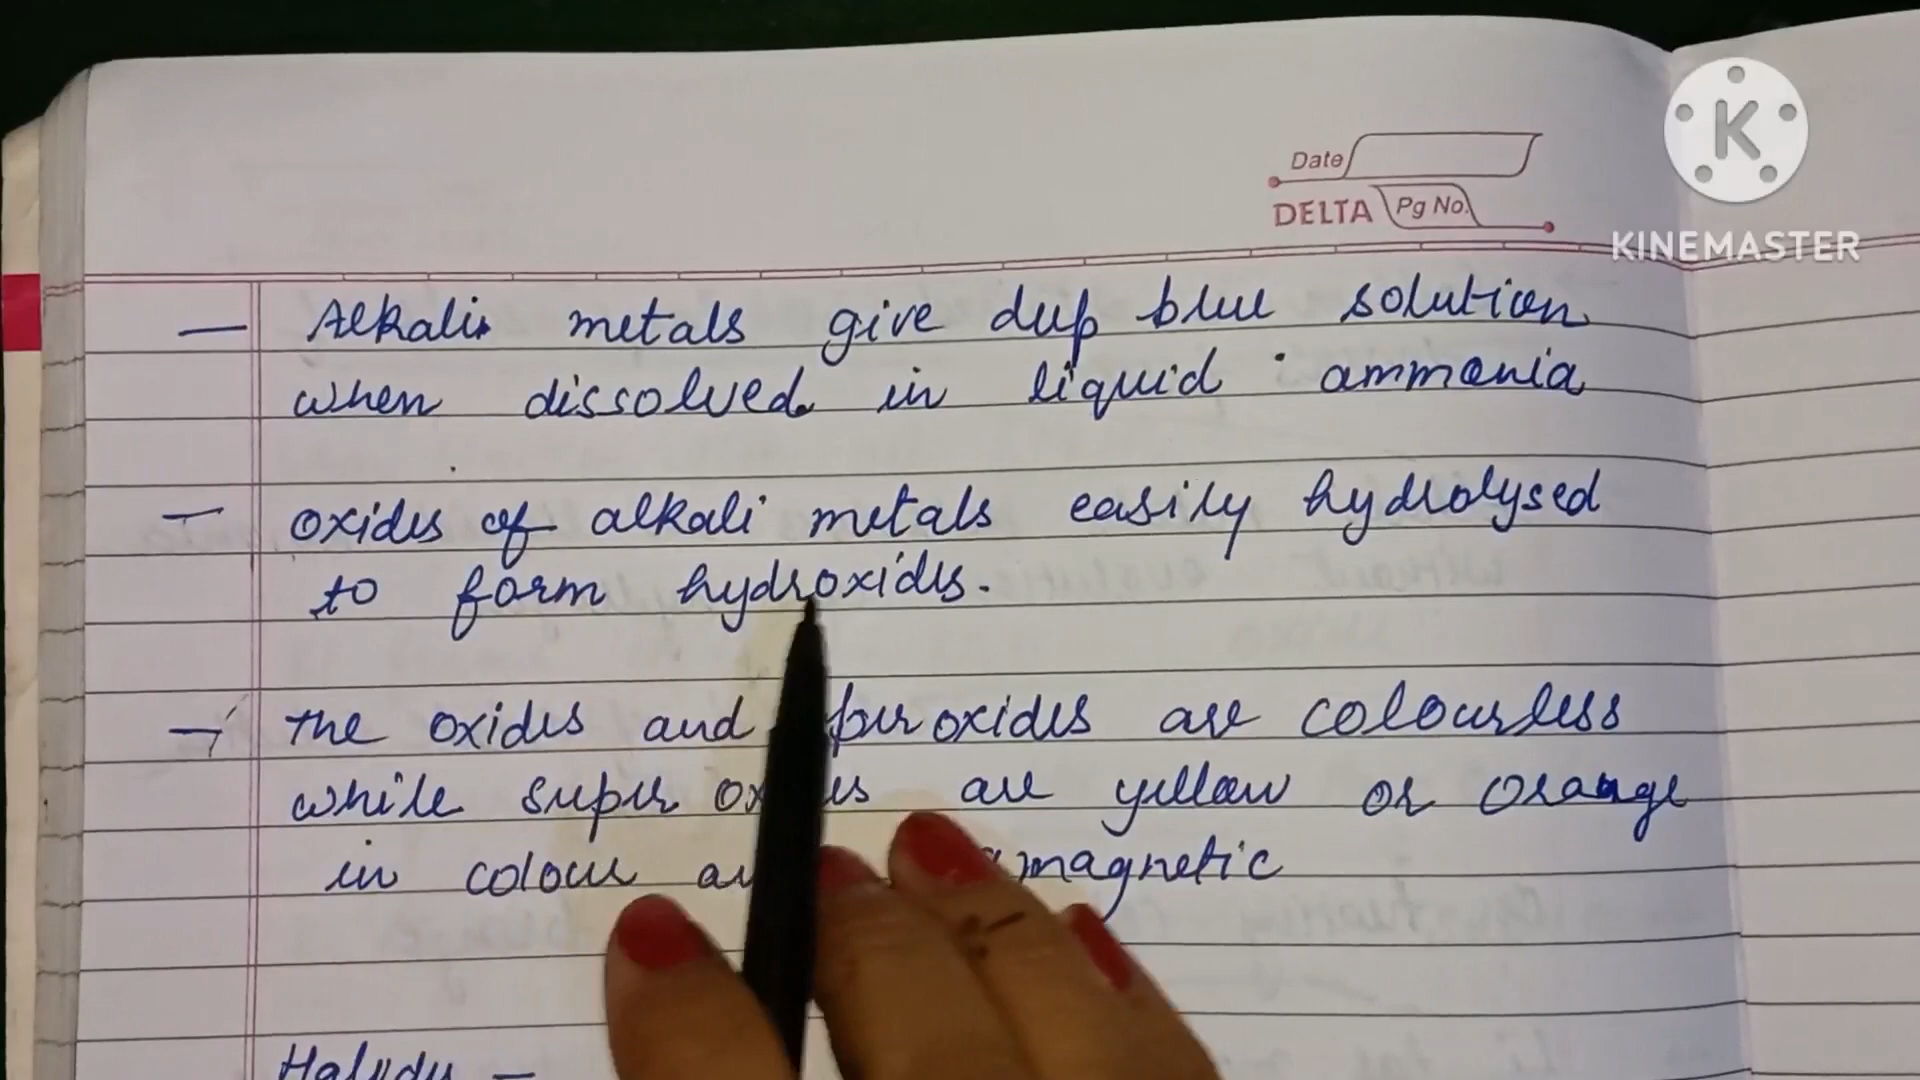 Date
DELTA Pg No.
KINEMASTER
— Alkali metals give deep blue solution
when dissolved in liquid ammonia
— oxides of alkali metals easily hydrolysed
to form hydroxides.
— the oxides and peroxides are colourless
while super are yellow or orange
in colour